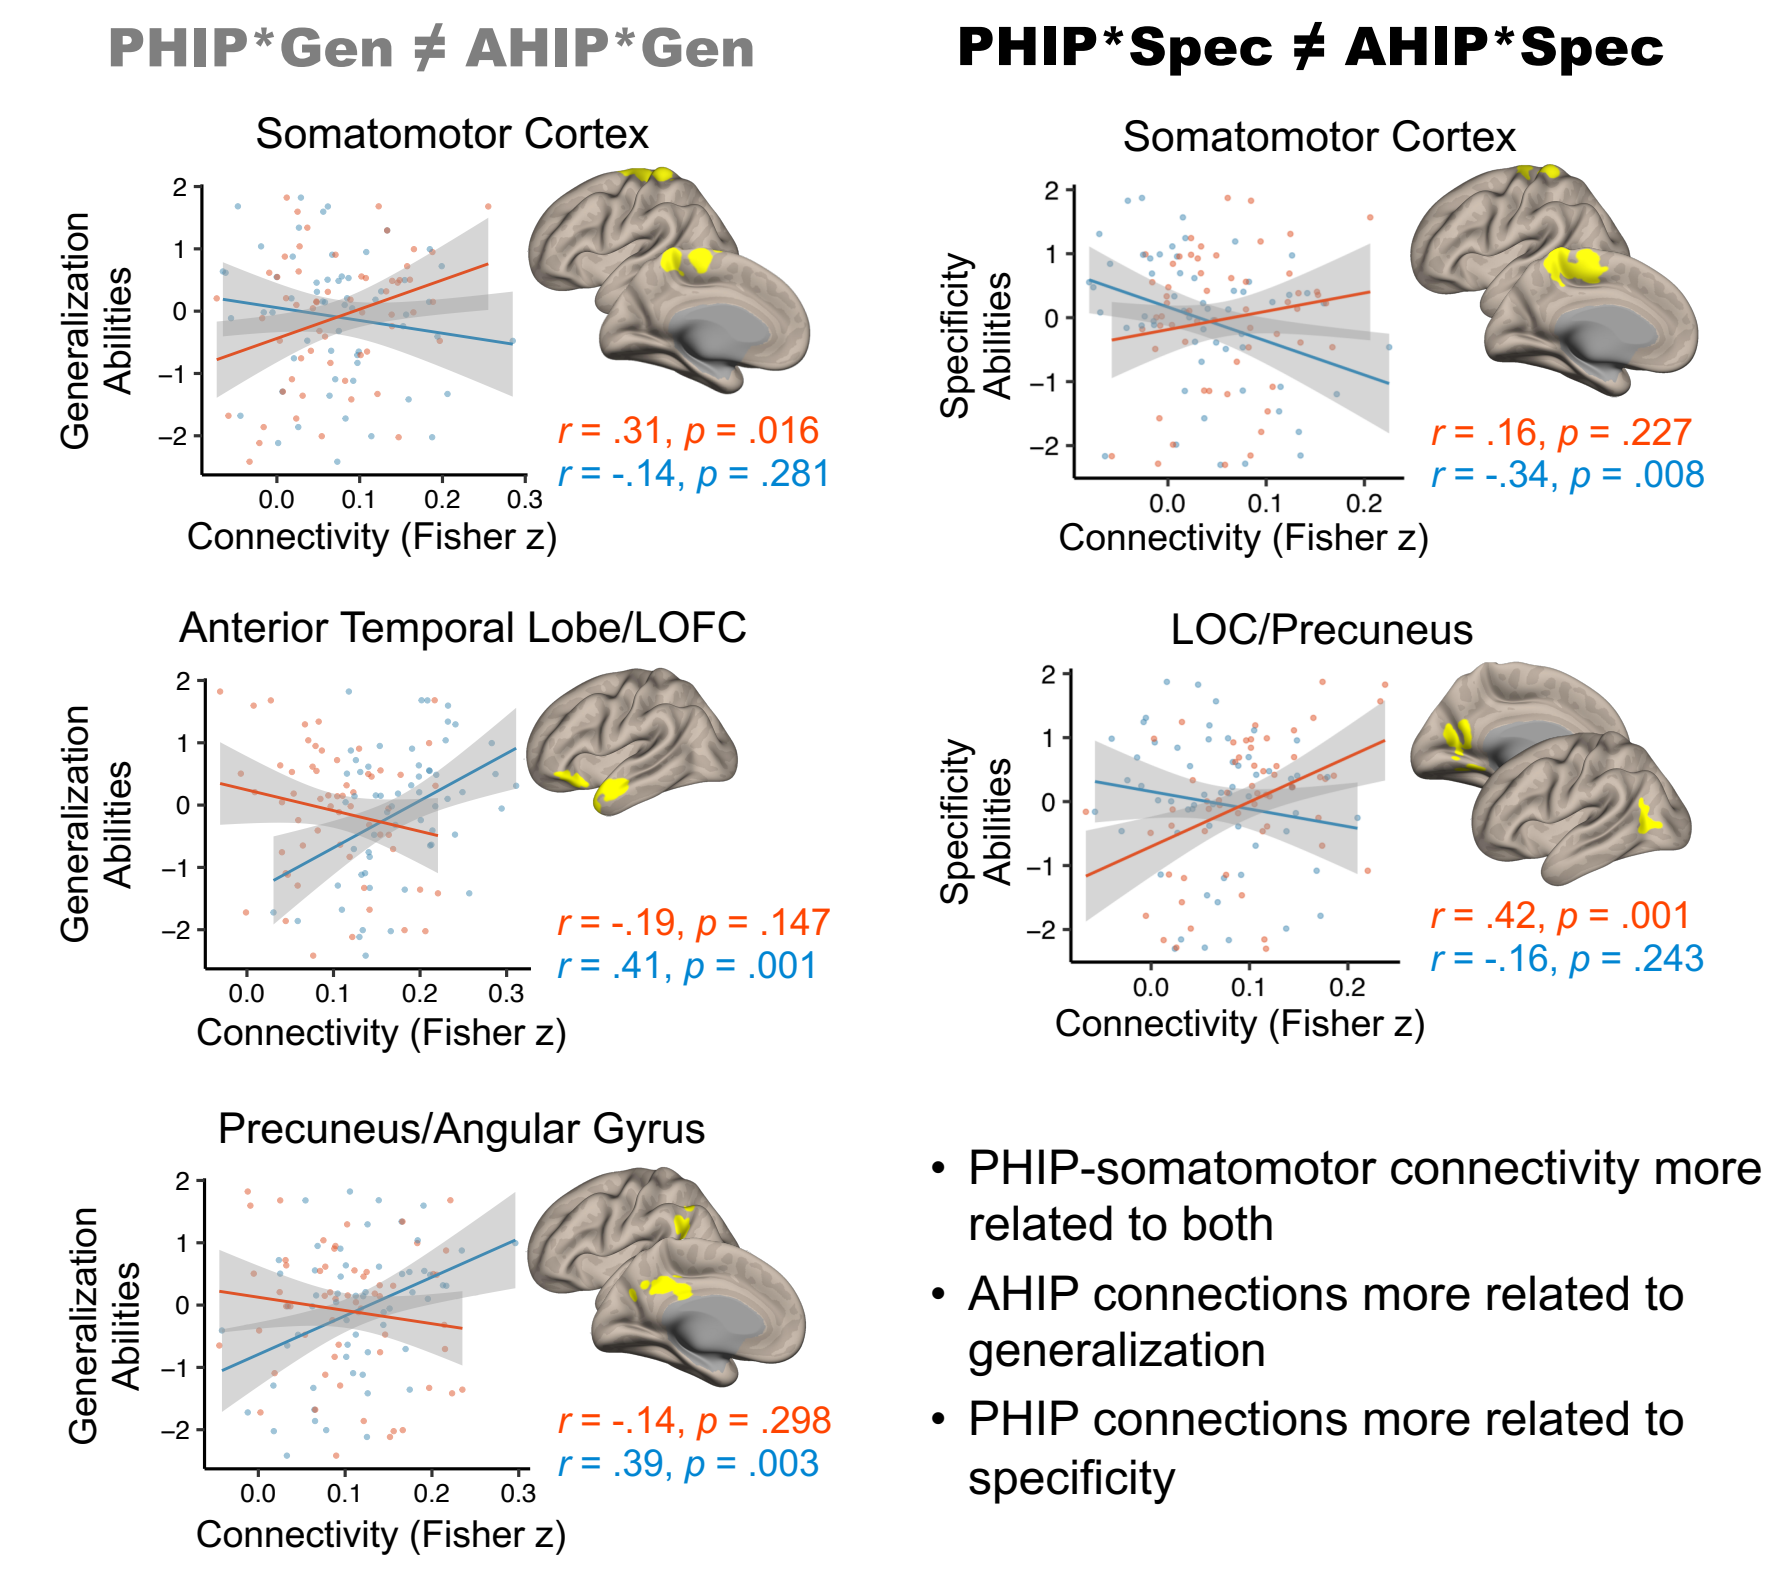 PHIP*Gen ≠ AHIP*Gen
Somatomotor Cortex
Generalization
Abilities
2
1
0
−1
−2
0.0 0.1 0.2 0.3
Connectivity (Fisher z)
r = .31, p = .016
r = -.14, p = .281
Anterior Temporal Lobe/LOFC
Generalization
Abilities
2
1
0
−1
−2
0.0 0.1 0.2 0.3
Connectivity (Fisher z)
r = -.19, p = .147
r = .41, p = .001
Precuneus/Angular Gyrus
Generalization
Abilities
2
1
0
−1
−2
0.0 0.1 0.2 0.3
Connectivity (Fisher z)
r = -.14, p = .298
r = .39, p = .003
PHIP*Spec ≠ AHIP*Spec
Somatomotor Cortex
Specificity
Abilities
2
1
0
−1
−2
0.0 0.1 0.2
Connectivity (Fisher z)
r = .16, p = .227
r = -.34, p = .008
LOC/Precuneus
Specificity
Abilities
2
1
0
−1
−2
0.0 0.1 0.2
Connectivity (Fisher z)
r = .42, p = .001
r = -.16, p = .243
• PHIP-somatomotor connectivity more
related to both
• AHIP connections more related to
generalization
• PHIP connections more related to
specificity